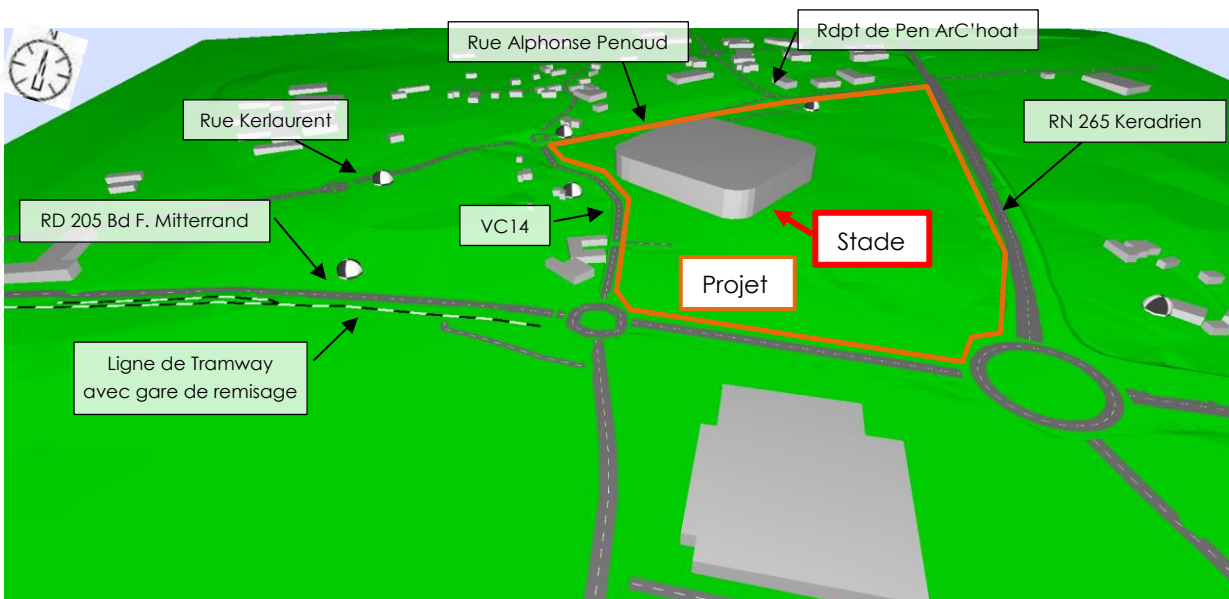 Rue Alphonse Penaud
Rdpt de Pen ArC'hoat
Rue Kerlaurent
RN 265 Keradrien
RD 205 Bd F. Mitterrand
VC14
Stade
Projet
Ligne de Tramway
avec gare de remisage